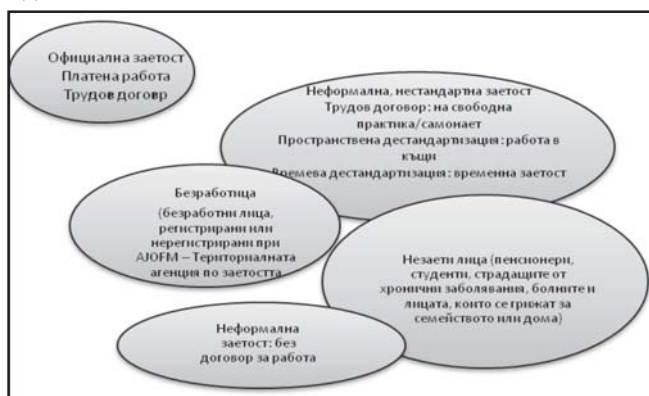 Официална заетост
Платена работа
Трудов договр
Неформална, нестандартна заетост
Трудов договор: на свободна
практика/самонает
Пространствена дестандартизация: работа в
къщи
Времева дестандартизация: временна заетост
Безработица
(безработни лица,
регистрирани или
нерегистрирани при
AJOFM – Териториалната
агенция по заетостта
Незаети лица (пенсионери,
студенти, страдащите от
хронични заболявания, болните и
лицата, които се грижат за
семейството или дома)
Неформална
заетост: без
договор за работа